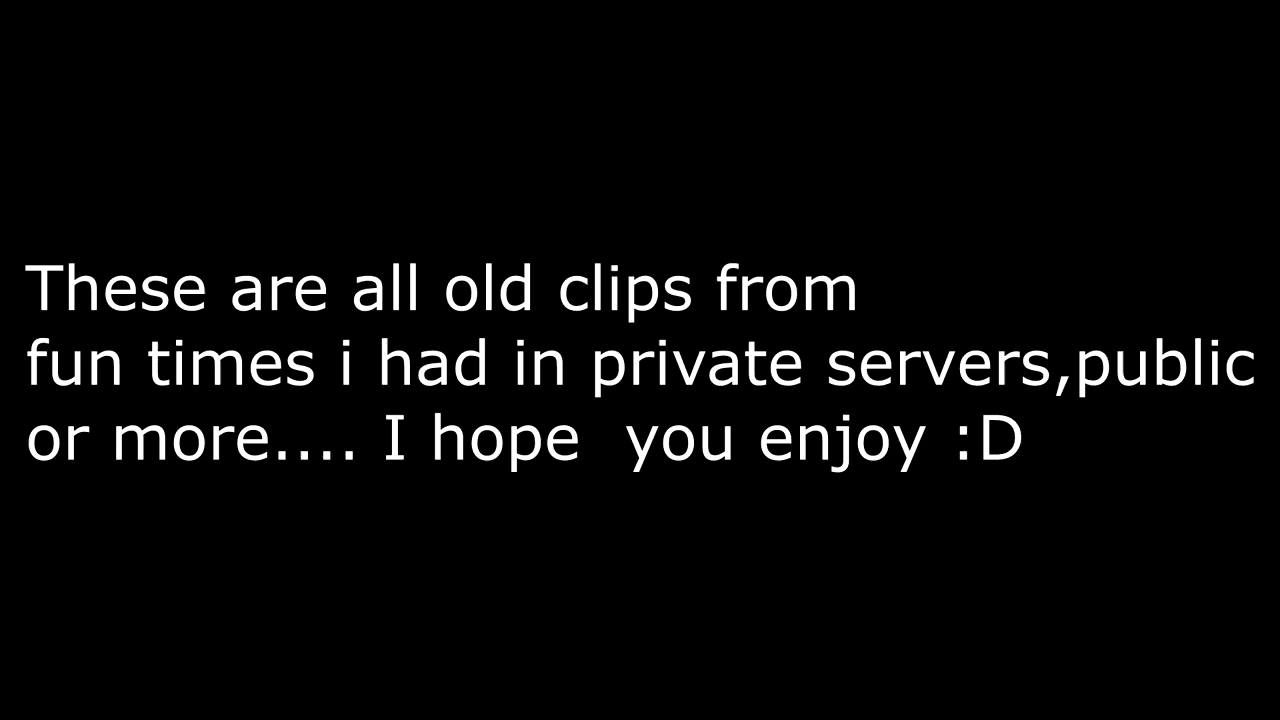 These are all old clips from
fun times i had in private servers,public
or more.... I hope  you enjoy :D